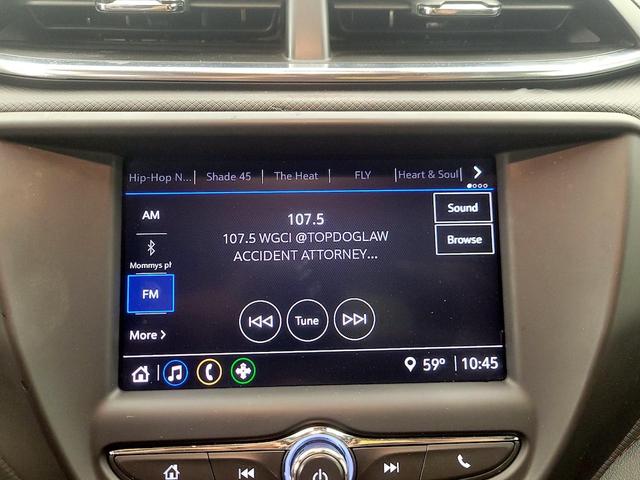 Hip-Hop N... Shade 45 The Heat FLY Heart & Soul
AM
107.5
Sound
107.5 WGCI @TOPDOGLAW
ACCIDENT ATTORNEY...
Browse
Mommys ph
FM
Tune
More
59° 10:45